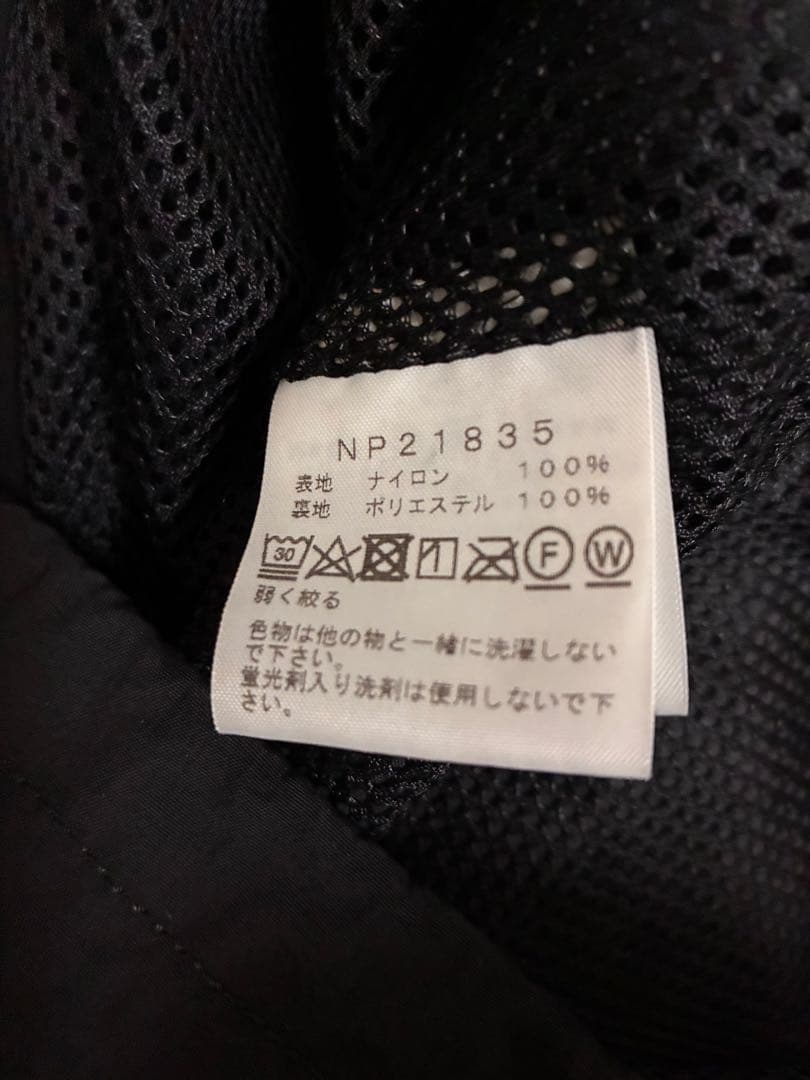 NP21835
表地 ナイロン 100%
裏地 ポリエステル 100%
30 F W
弱く絞る
色物は他の物と一緒に洗濯しない
で下さい。
蛍光剤入り洗剤は使用しないで下
さい。